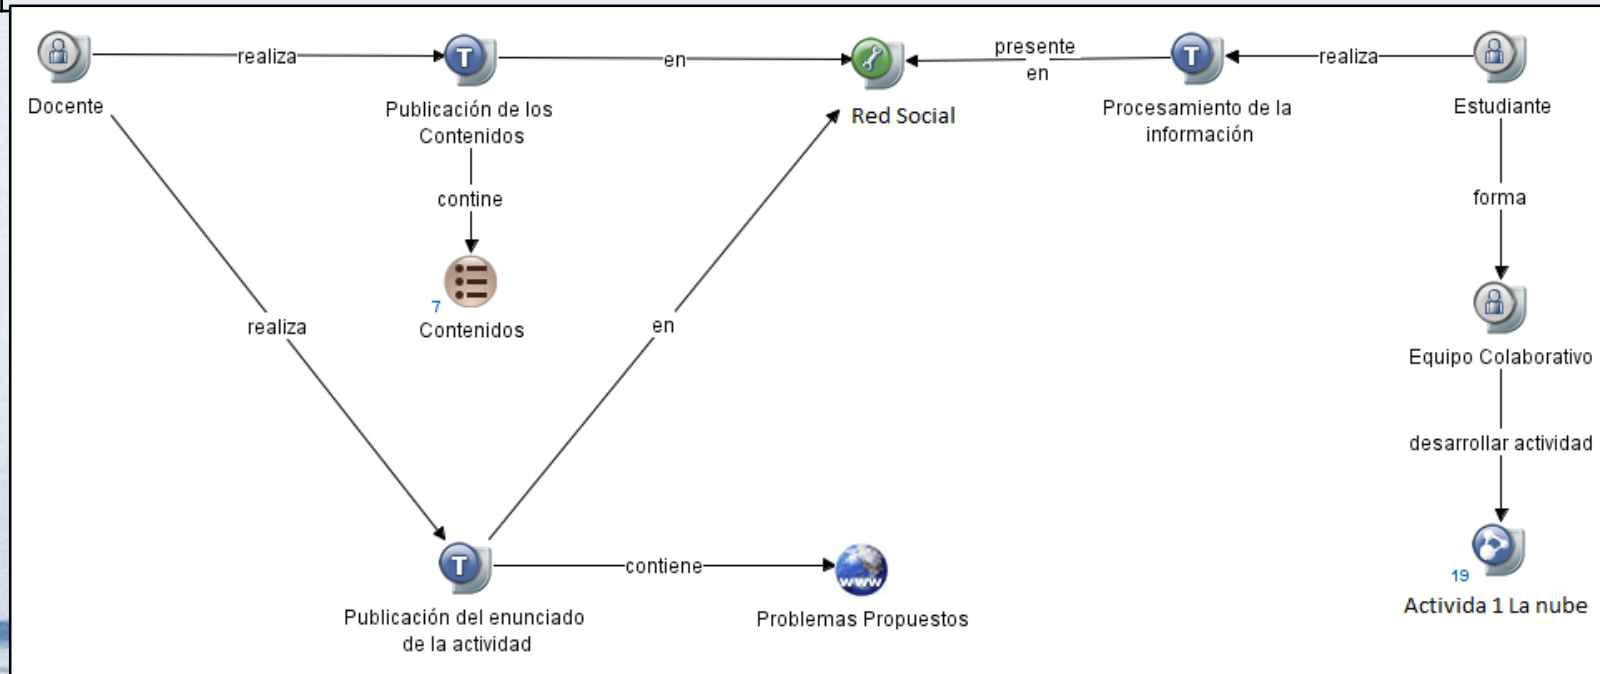 realiza
en
presente
en
realiza
Docente
Publicación de los
Contenidos
Red Social
Procesamiento de la
información
Estudiante
contine
forma
7
Contenidos
realiza
en
Equipo Colaborativo
desarrollar actividad
T
T
T
contiene
www
19
Publicación del enunciado
de la actividad
Problemas Propuestos
Activida 1 La nube